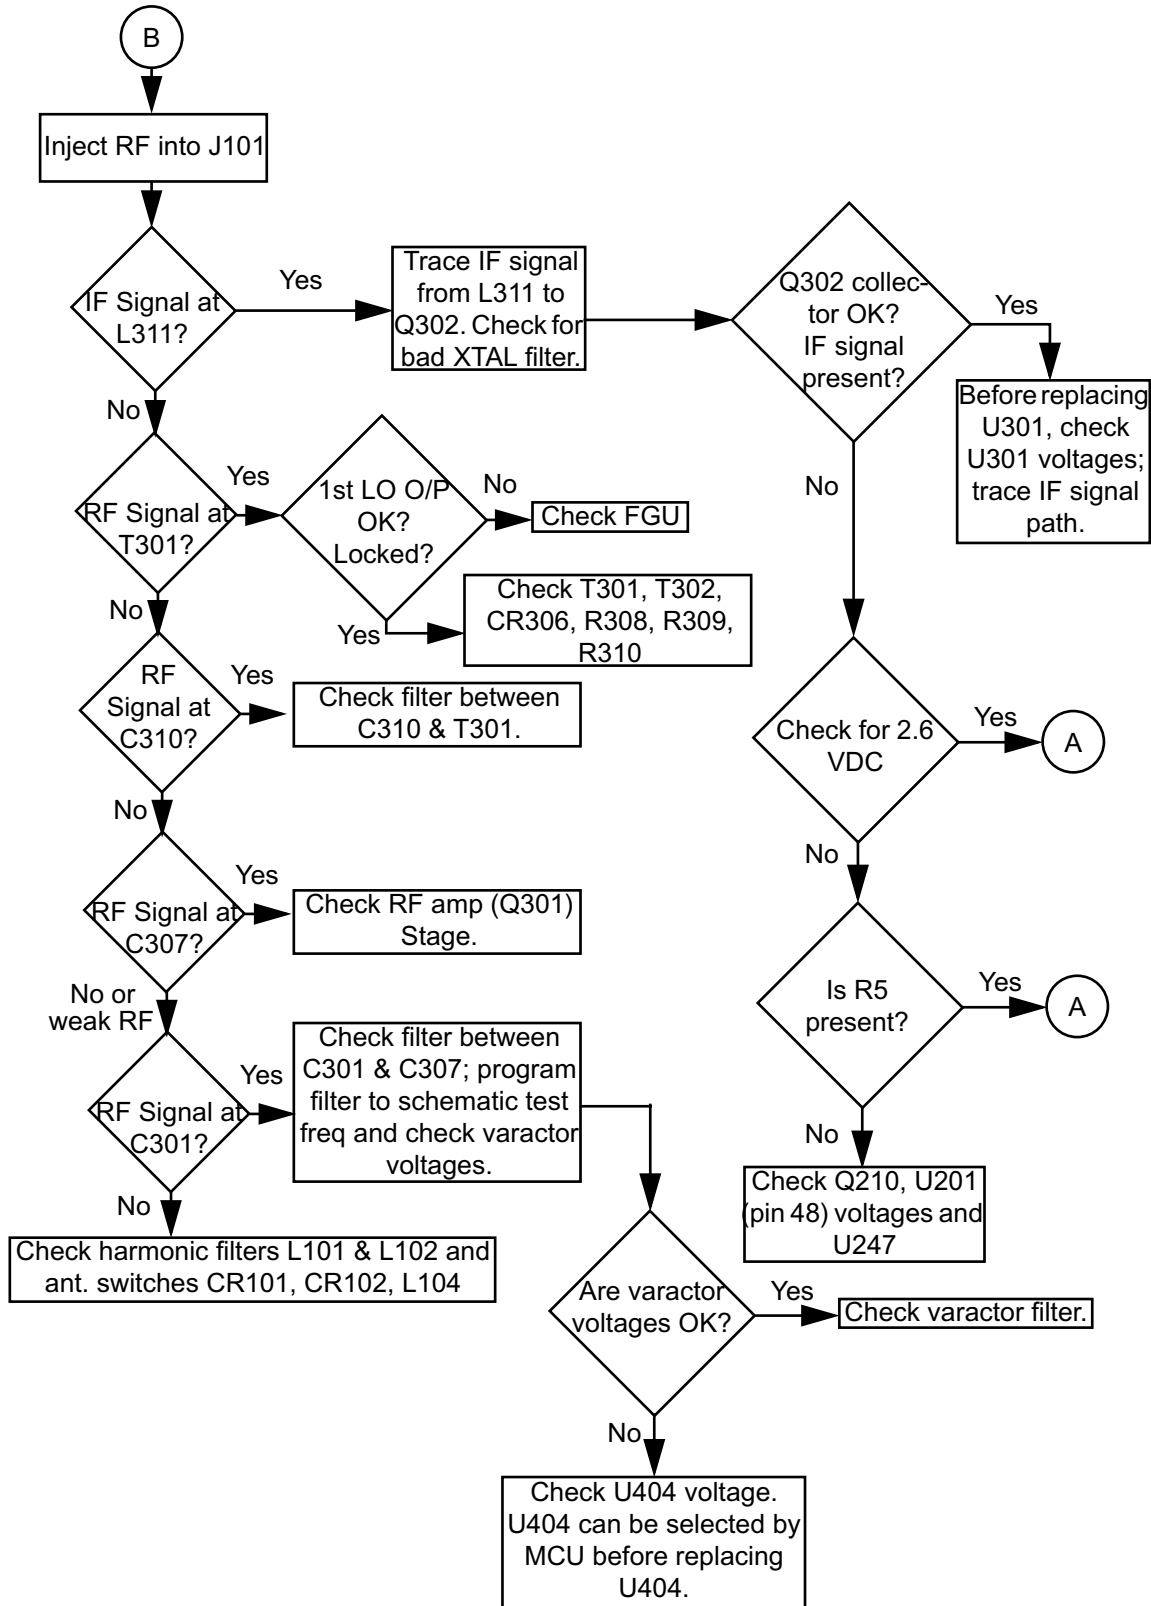 B
Inject RF into J101
IF Signal at
L311?
Yes
Trace IF signal
from L311 to
Q302. Check for
bad XTAL filter.
Q302 collec-
tor OK?
IF signal
present?
Yes
Before replacing
U301, check
U301 voltages;
trace IF signal
path.
No
No
RF Signal at
T301?
Yes
1st LO O/P
OK?
Locked?
No
Check FGU
Yes
Check T301, T302,
CR306, R308, R309,
R310
No
RF
Signal at
C310?
Yes
Check filter between
C310 & T301.
Check for 2.6
VDC
Yes
A
No
No
RF Signal at
C307?
Yes
Check RF amp (Q301)
Stage.
Is R5
present?
Yes
A
No or
weak RF
RF Signal at
C301?
Yes
Check filter between
C301 & C307; program
filter to schematic test
freq and check varactor
voltages.
No
Check Q210, U201
(pin 48) voltages and
U247
No
Check harmonic filters L101 & L102 and
ant. switches CR101, CR102, L104
Are varactor
voltages OK?
Yes
Check varactor filter.
No
Check U404 voltage.
U404 can be selected by
MCU before replacing
U404.